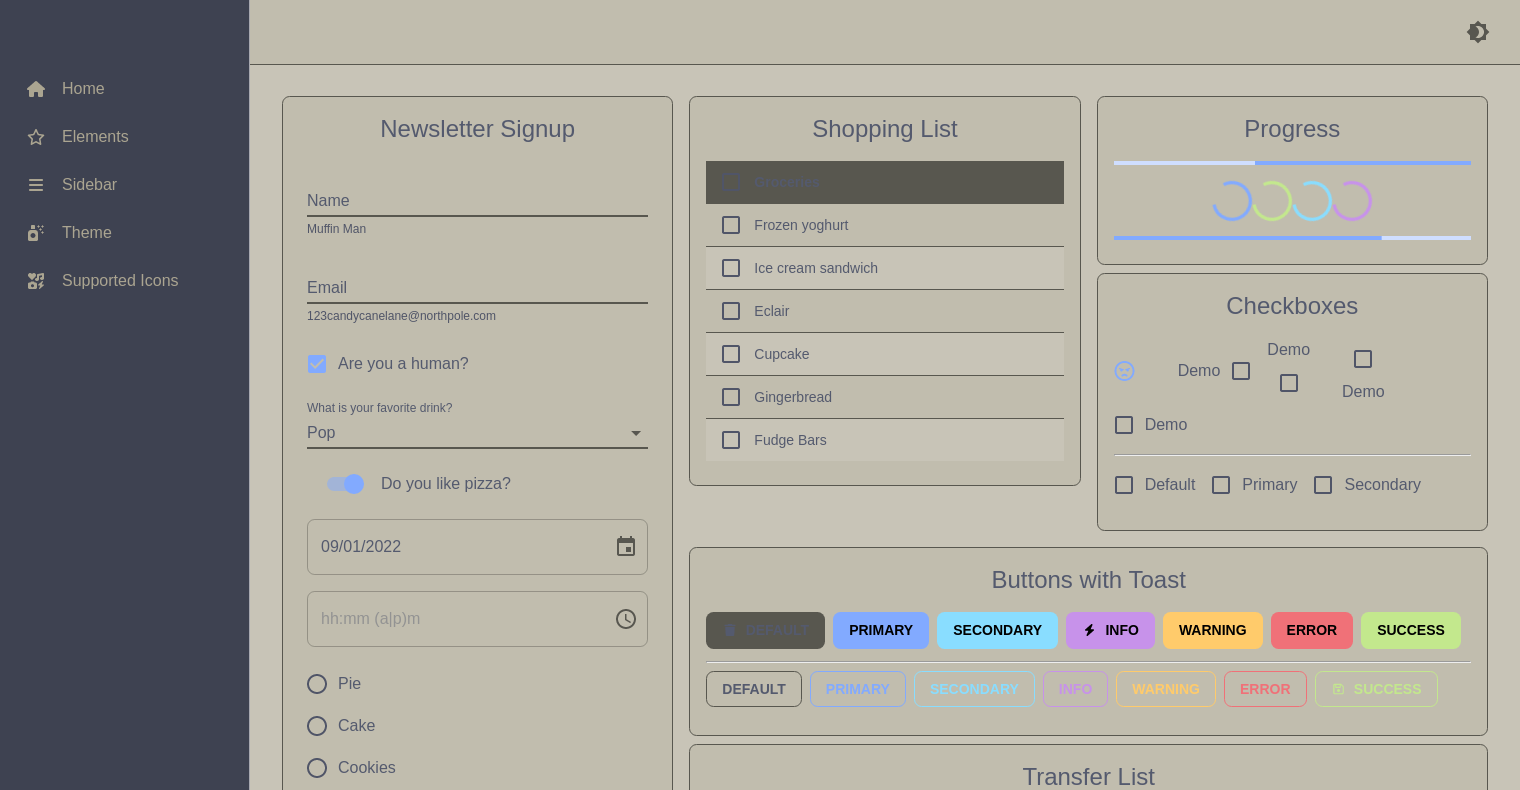 Home
Elements
Sidebar
Theme
Supported Icons
Newsletter Signup
Name
Muffin Man
Email
123candycanelane@northpole.com
Are you a human?
What is your favorite drink?
Pop
Do you like pizza?
09/01/2022
hh:mm (a|p)m
Pie
Cake
Cookies
Shopping List
Groceries
Frozen yoghurt
Ice cream sandwich
Eclair
Cupcake
Gingerbread
Fudge Bars
Progress
Checkboxes
Demo
Demo
Demo
Demo
Default Primary Secondary
Buttons with Toast
DEFAULT PRIMARY SECONDARY INFO WARNING ERROR SUCCESS
DEFAULT PRIMARY SECONDARY INFO WARNING ERROR SUCCESS
Transfer List